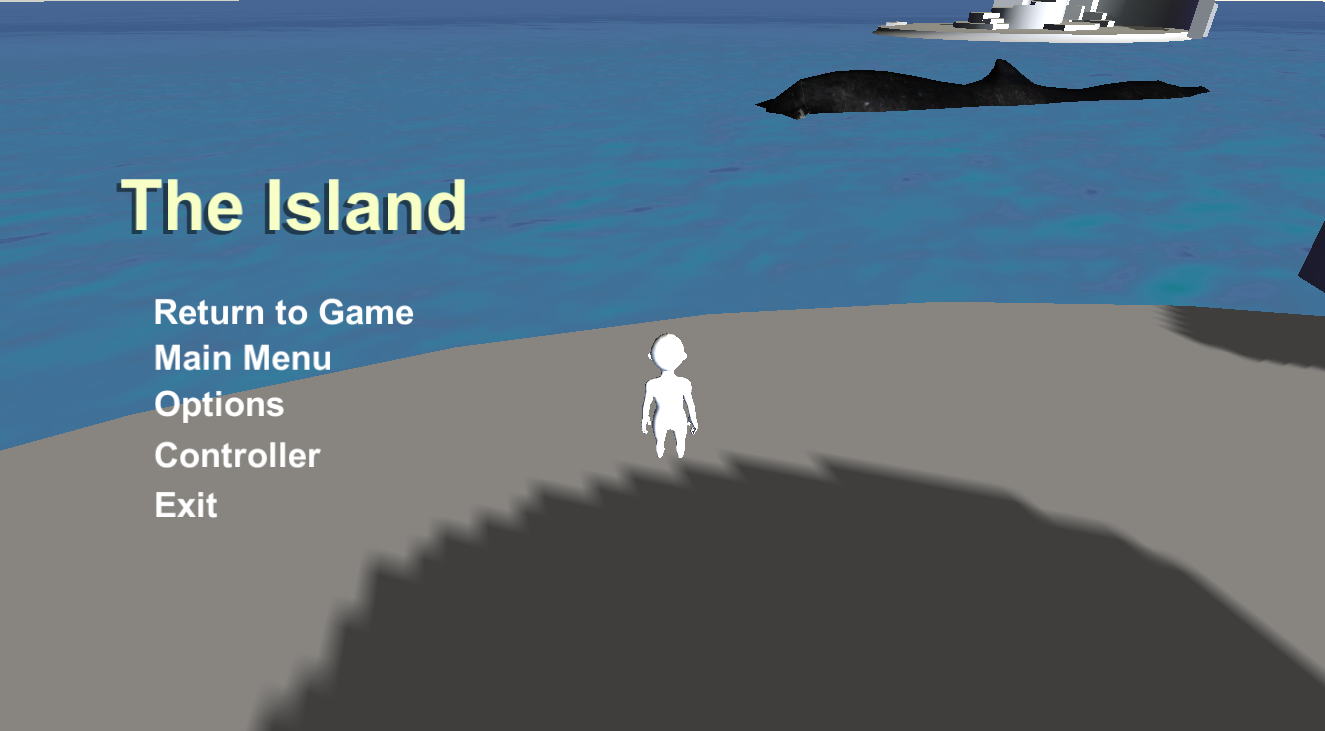 The Island
Return to Game
Main Menu
Options
Controller
Exit